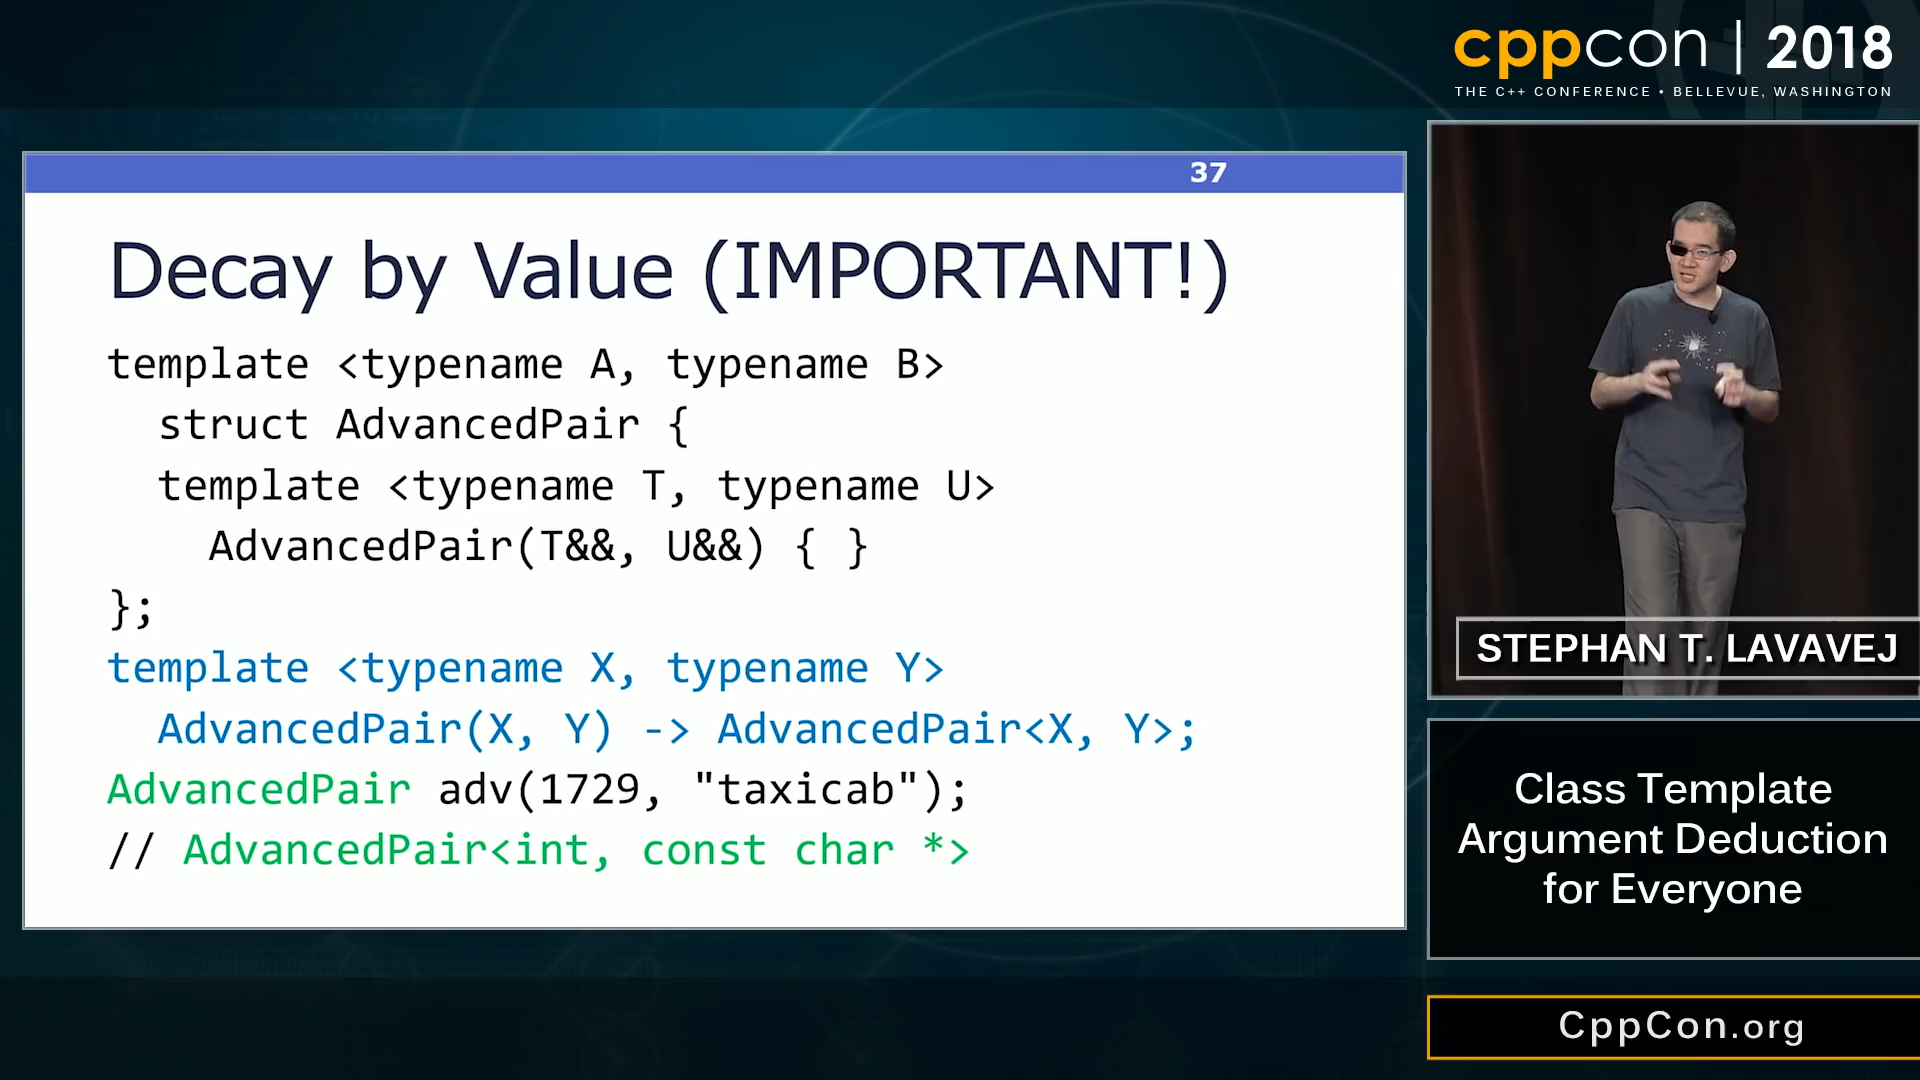 cppcon | 2018
THE C++ CONFERENCE • BELLEVUE, WASHINGTON
37
Decay by Value (IMPORTANT!)
template <typename A, typename B>
struct AdvancedPair {
template <typename T, typename U>
AdvancedPair(T&&, U&&) { }
};
template <typename X, typename Y>
AdvancedPair(X, Y) -> AdvancedPair<X, Y>;
AdvancedPair adv(1729, "taxicab");
// AdvancedPair<int, const char *>
STEPHAN T. LAVAVEJ
Class Template
Argument Deduction
for Everyone
CppCon.org